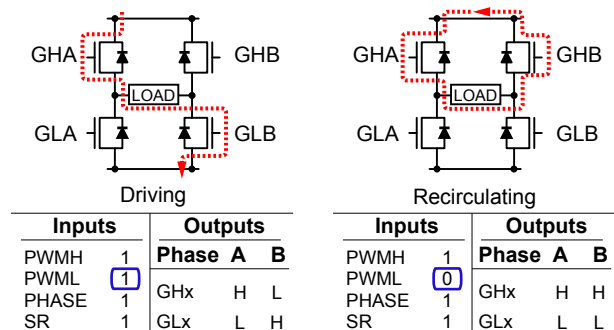 GHA GHB
LOAD
GLA GLB
Driving
Inputs Outputs
PWMH 1 Phase A B
PWML 1
GHx H L
PHASE 1
SR 1 GLx L H
GHA GHB
LOAD
GLA GLB
Recirculating
Inputs Outputs
PWMH 1 Phase A B
PWML 0
GHx H H
PHASE 1
SR 1 GLx L L